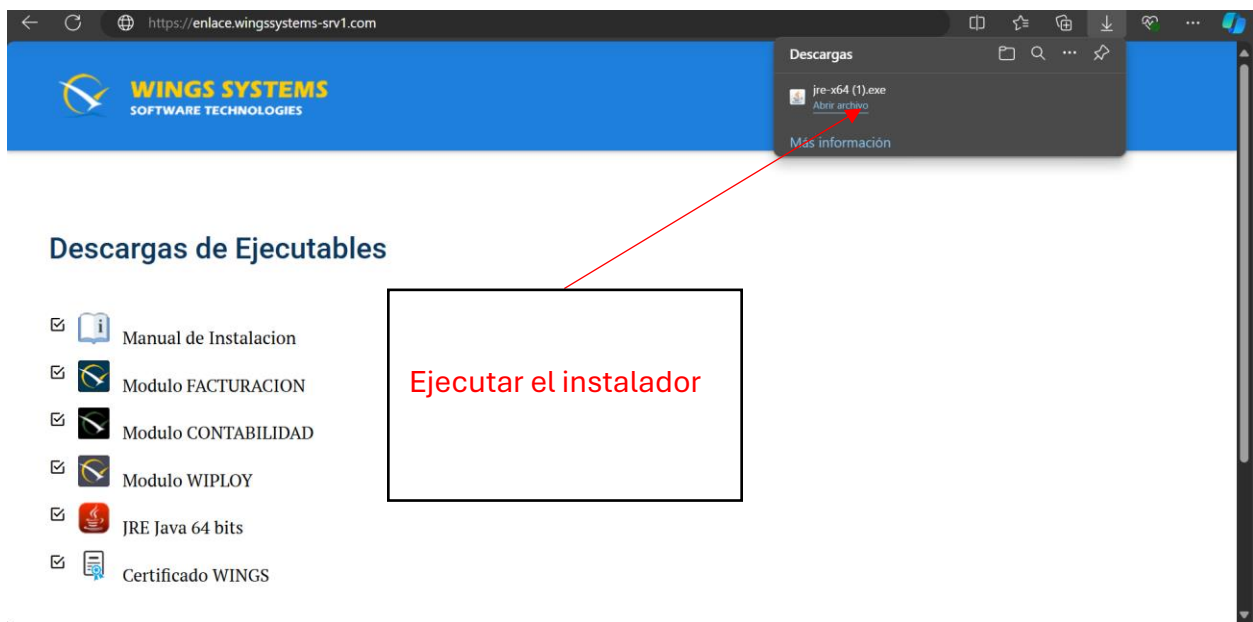 https://enlace.wingssystems-srv1.com
WINGS SYSTEMS
SOFTWARE TECHNOLOGIES
Descargas
jre-x64 (1).exe
Abrir archivo
Más información
Descargas de Ejecutables
Manual de Instalacion
Modulo FACTURACION
Modulo CONTABILIDAD
Modulo WIPLOY
JRE Java 64 bits
Certificado WINGS
Ejecutar el instalador